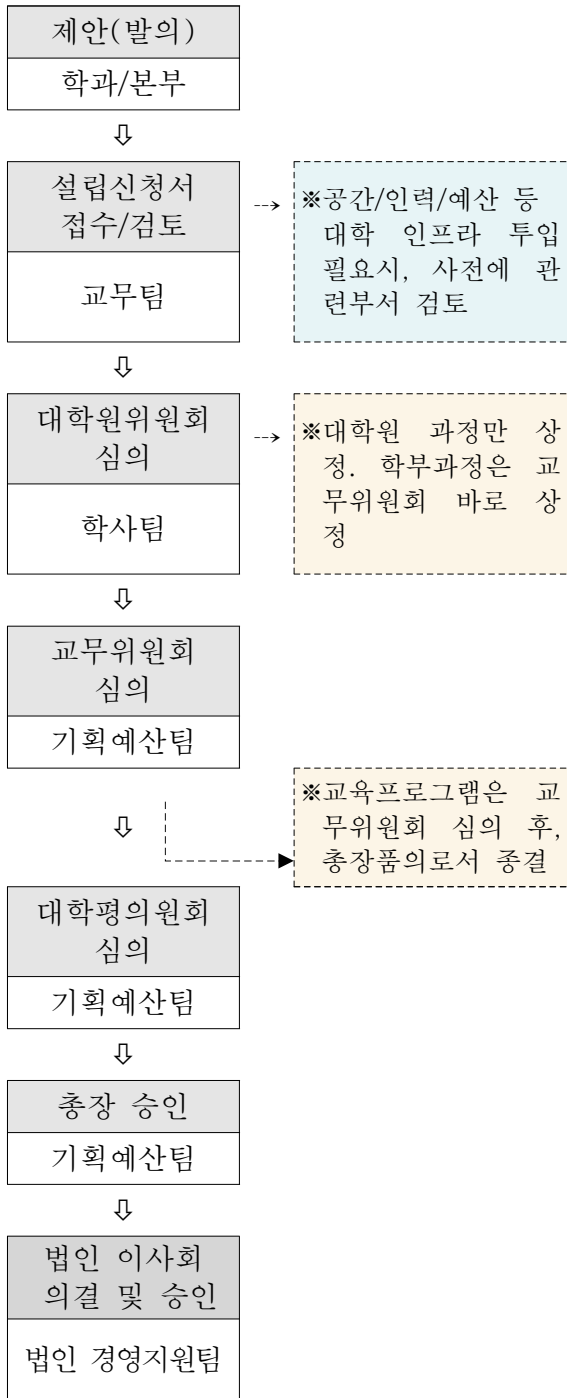 제안(발의)
학과/본부
⇩
설립신청서
접수/검토
교무팀
※공간/인력/예산 등
대학 인프라 투입
필요시, 사전에 관
련부서 검토
⇩
대학원위원회
심의
학사팀
※대학원 과정만 상
정. 학부과정은 교
무위원회 바로 상
정
⇩
교무위원회
심의
기획예산팀
⇩
※교육프로그램은 교
무위원회 심의 후,
총장품의로서 종결
대학평의원회
심의
기획예산팀
⇩
총장 승인
기획예산팀
⇩
법인 이사회
의결 및 승인
법인 경영지원팀